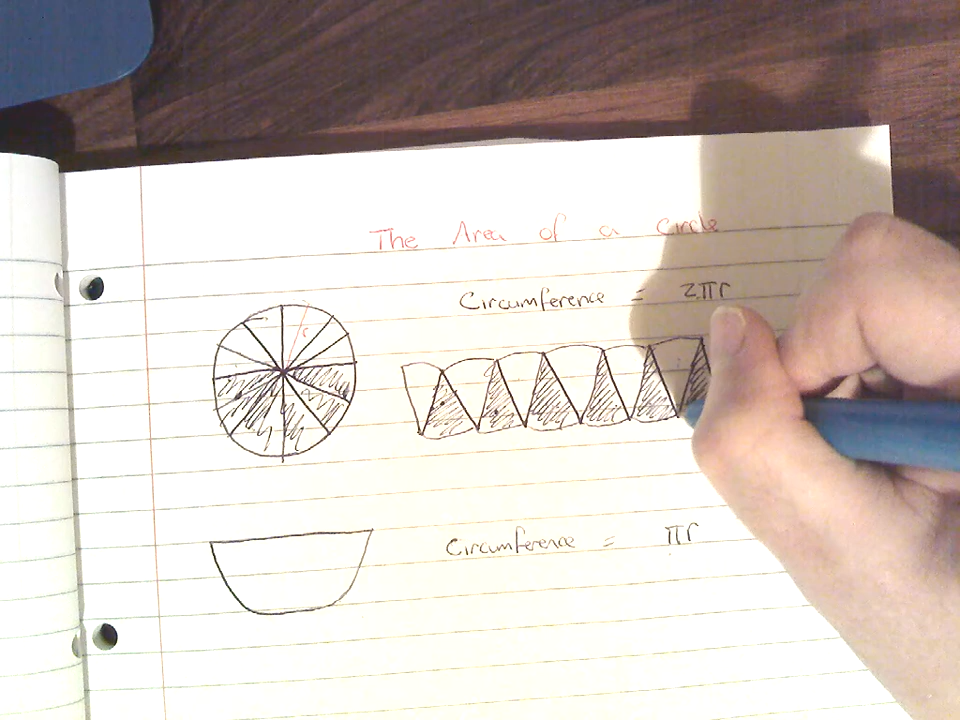 The Area of a Circle
Circumference = 2πr
r
Circumference = πr